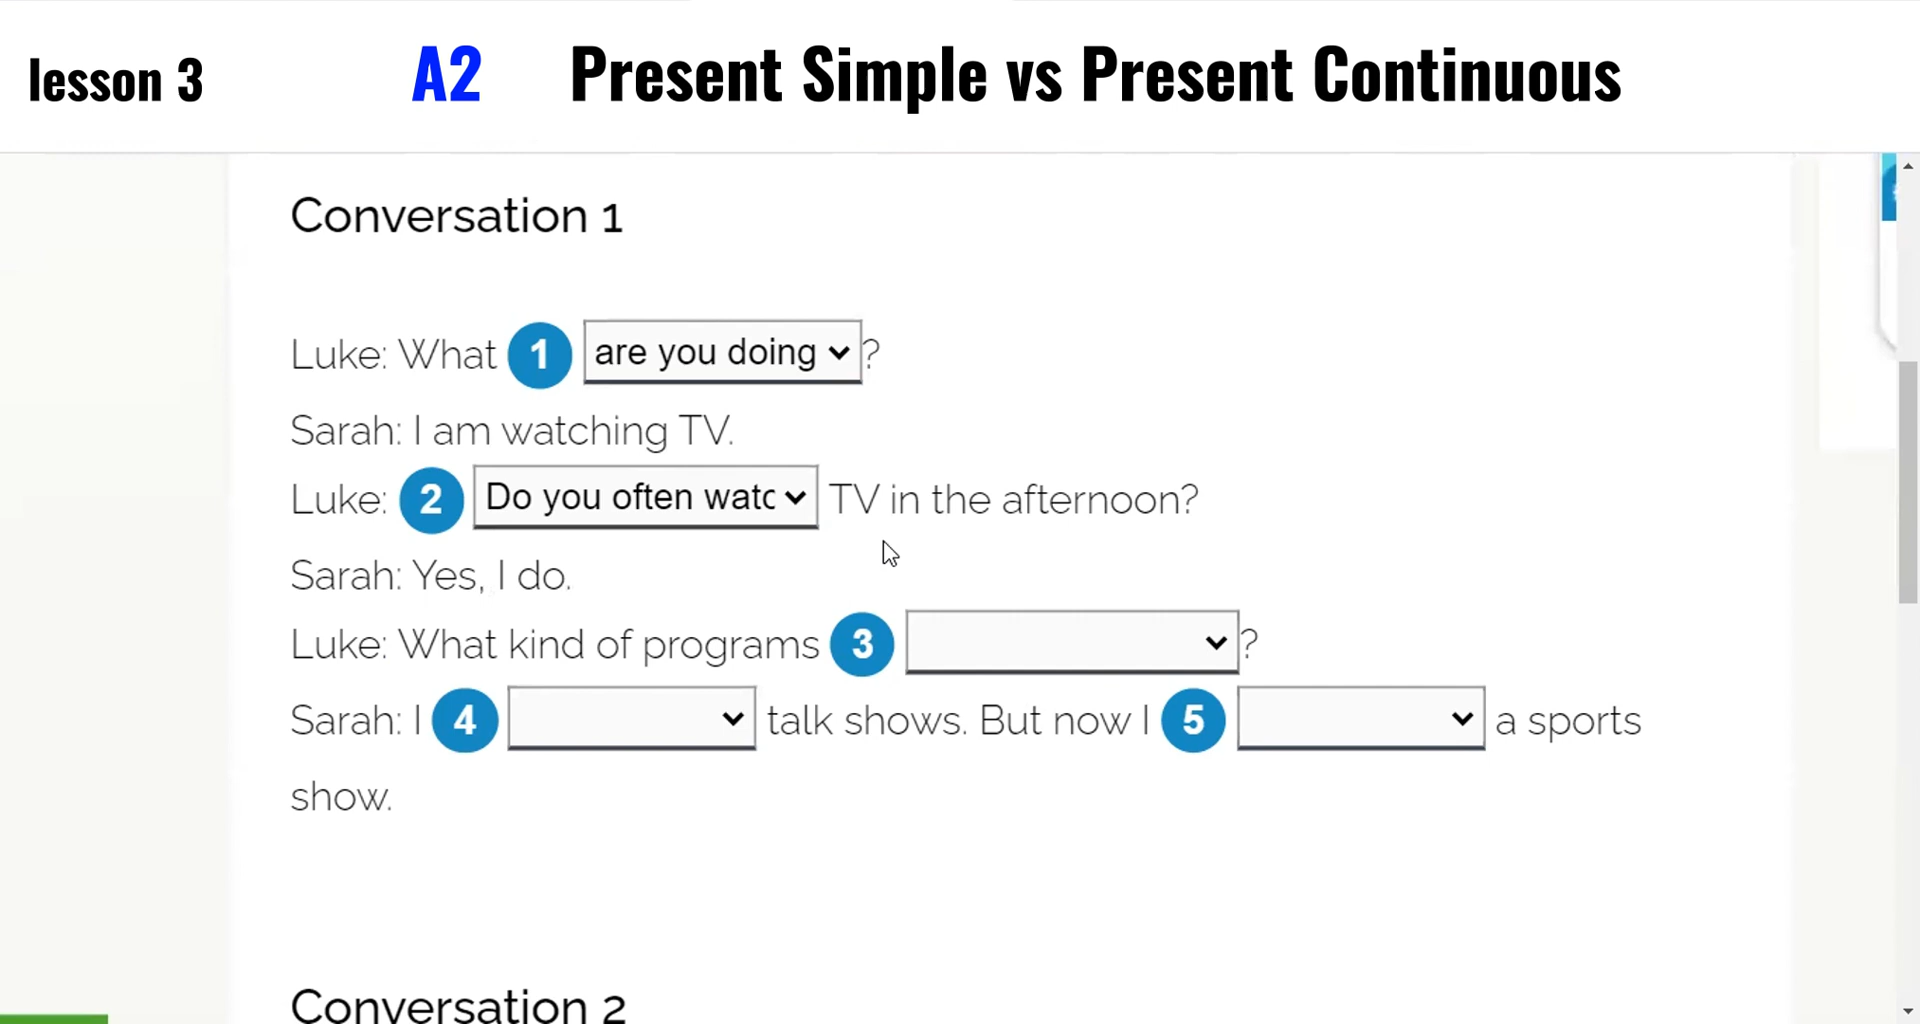 lesson 3 A2 Present Simple vs Present Continuous
Conversation 1
Luke: What 1 are you doing ?
Sarah: I am watching TV.
Luke: 2 Do you often watc TV in the afternoon?
Sarah: Yes, I do.
Luke: What kind of programs 3 ?
Sarah: I 4 talk shows. But now I 5 a sports
show.
Conversation 2